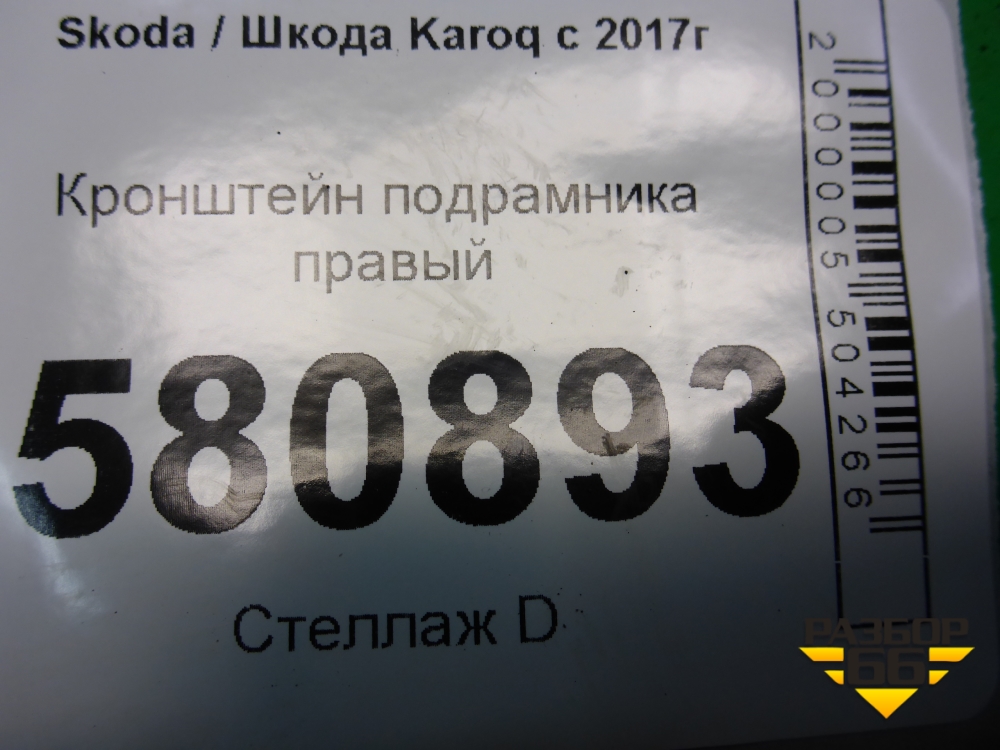 Skoda / Шкода Karoq с 2017г
Кронштейн подрамника
правый
580893
Стеллаж D
2000005504266
РАЗБОР
66